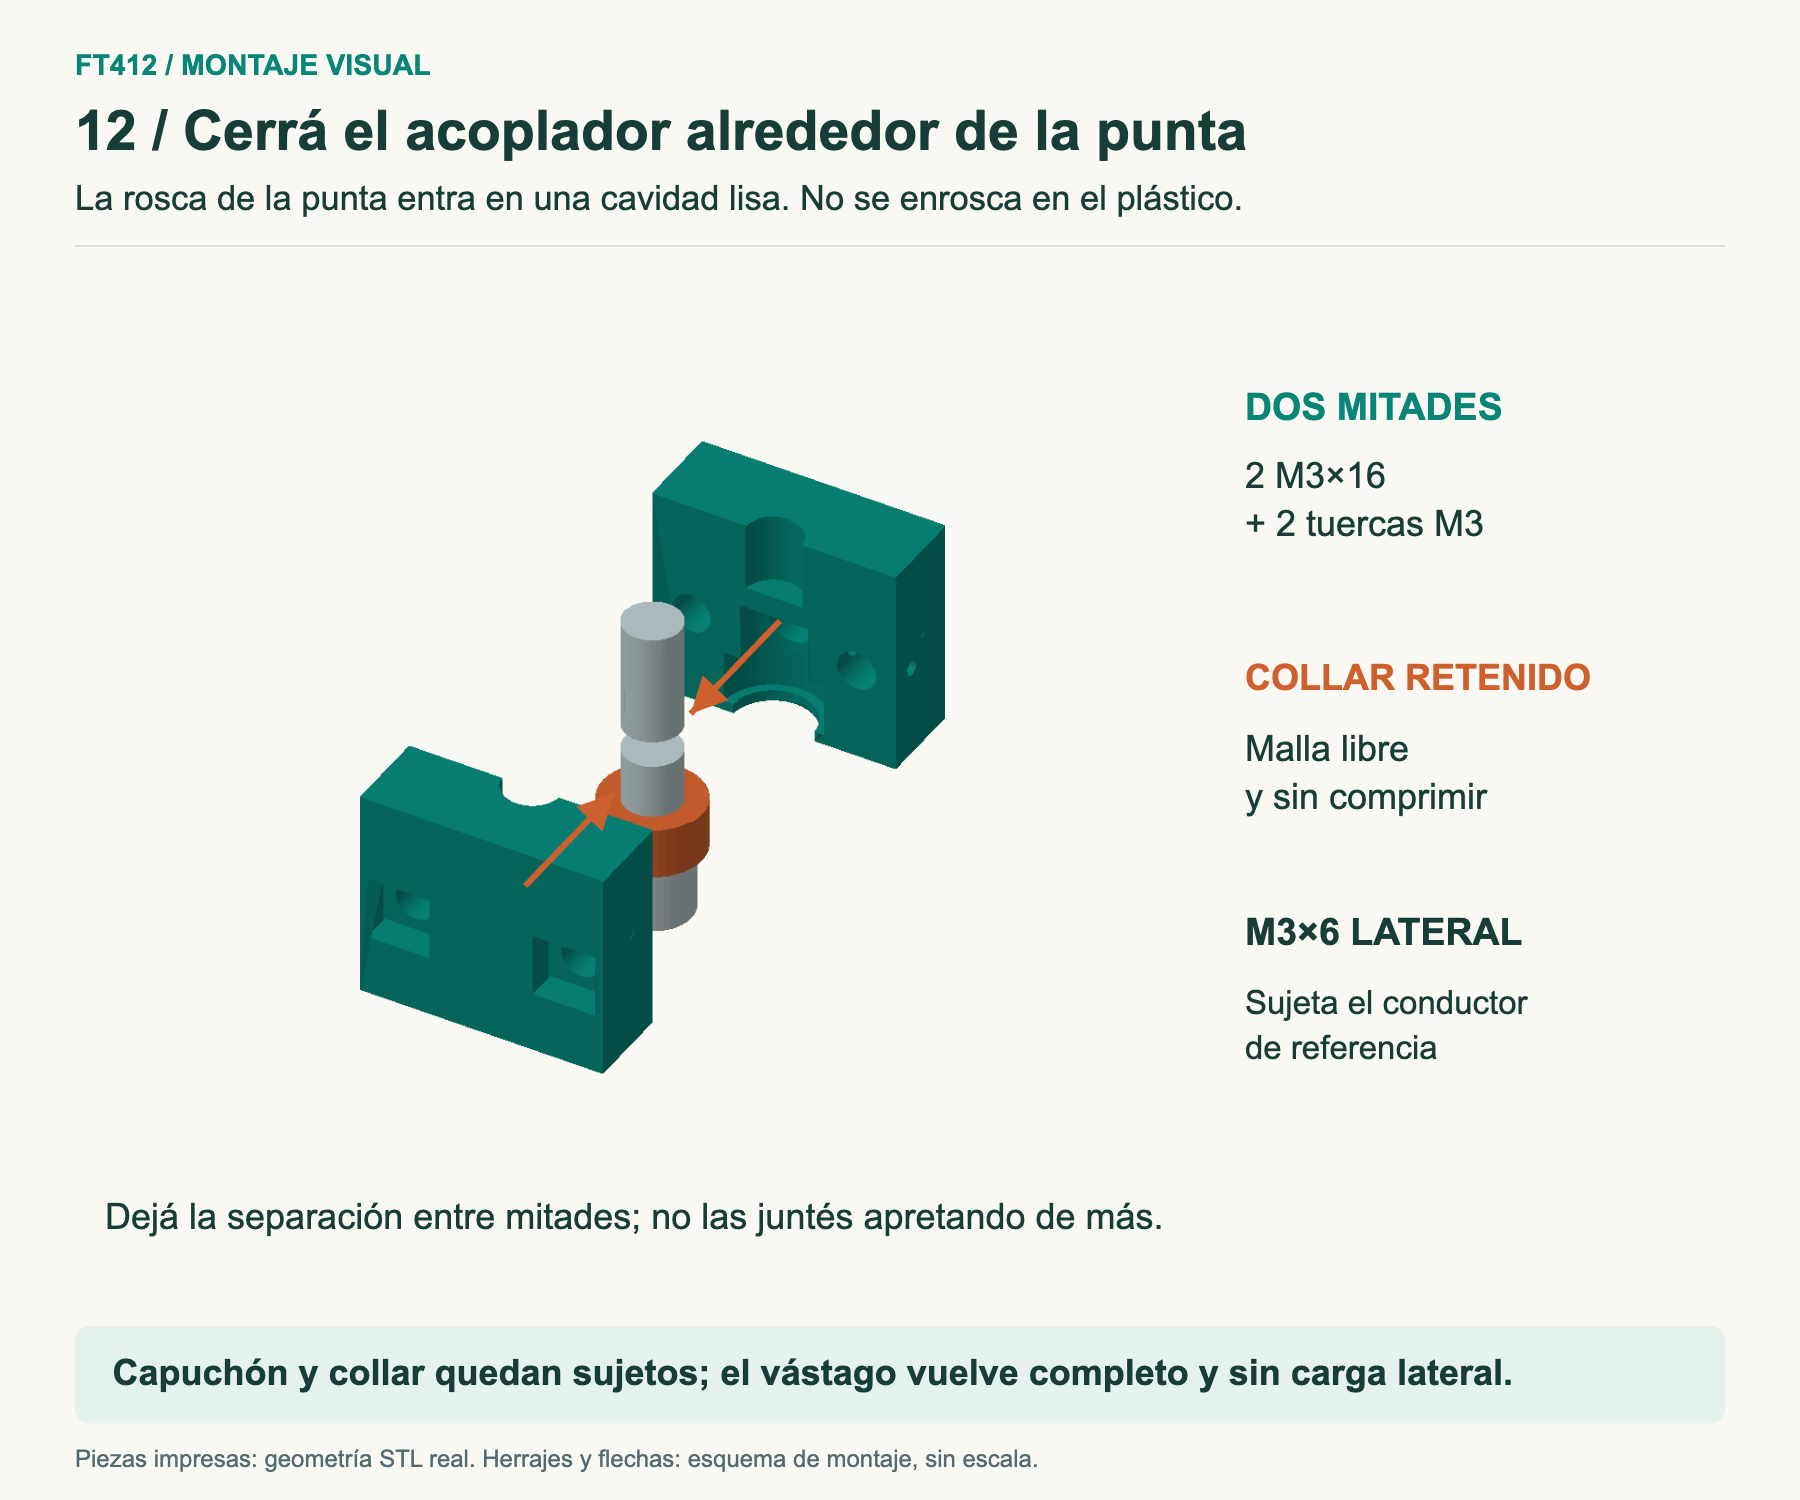 FT412 / MONTAJE VISUAL
12 / Cerrá el acoplador alrededor de la punta
La rosca de la punta entra en una cavidad lisa. No se enrosca en el plástico.
DOS MITADES
2 M3×16
+ 2 tuercas M3
COLLAR RETENIDO
Malla libre
y sin comprimir
M3×6 LATERAL
Sujeta el conductor
de referencia
Dejá la separación entre mitades; no las juntés apretando de más.
Capuchón y collar quedan sujetos; el vástago vuelve completo y sin carga lateral.
Piezas impresas: geometría STL real. Herrajes y flechas: esquema de montaje, sin escala.